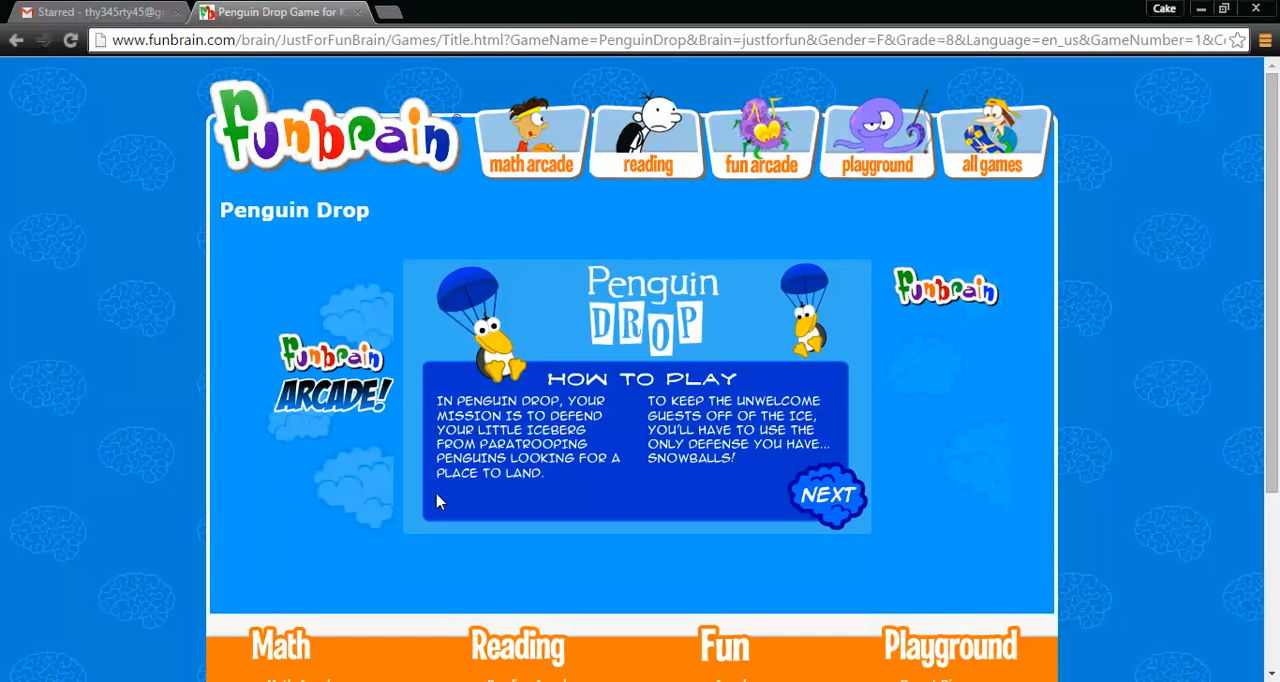 Starred - thy345rty45@g
Penguin Drop Game for K
Cake
www.funbrain.com/brain/JustForFunBrain/Games/Title.html?GameName=PenguinDrop&Brain=justforfun&Gender=F&Grade=8&Language=en_us&GameNumber=1&C
funbrain
math arcade
reading
fun arcade
playground
all games
Penguin Drop
Penguin
DROP
funbrain
funbrain
ARCADE!
HOW TO PLAY
IN PENGUIN DROP, YOUR
MISSION IS TO DEFEND
YOUR LITTLE ICEBERG
FROM PARATROOPING
PENGUINS LOOKING FOR A
PLACE TO LAND.
TO KEEP THE UNWELCOME
GUESTS OFF OF THE ICE,
YOU'LL HAVE TO USE THE
ONLY DEFENSE YOU HAVE...
SNOWBALLS!
NEXT
Math
Reading
Fun
Playground